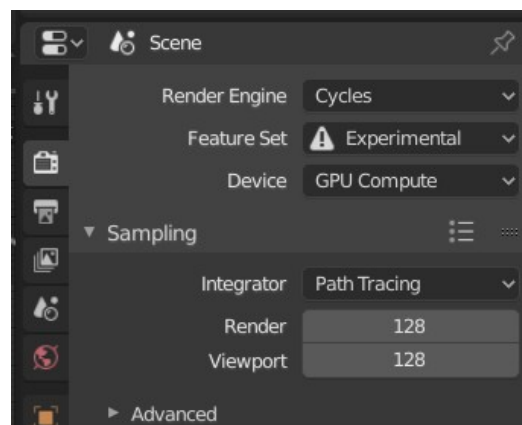 Scene
Render Engine Cycles
Feature Set Experimental
Device GPU Compute
Sampling
Integrator Path Tracing
Render 128
Viewport 128
Advanced